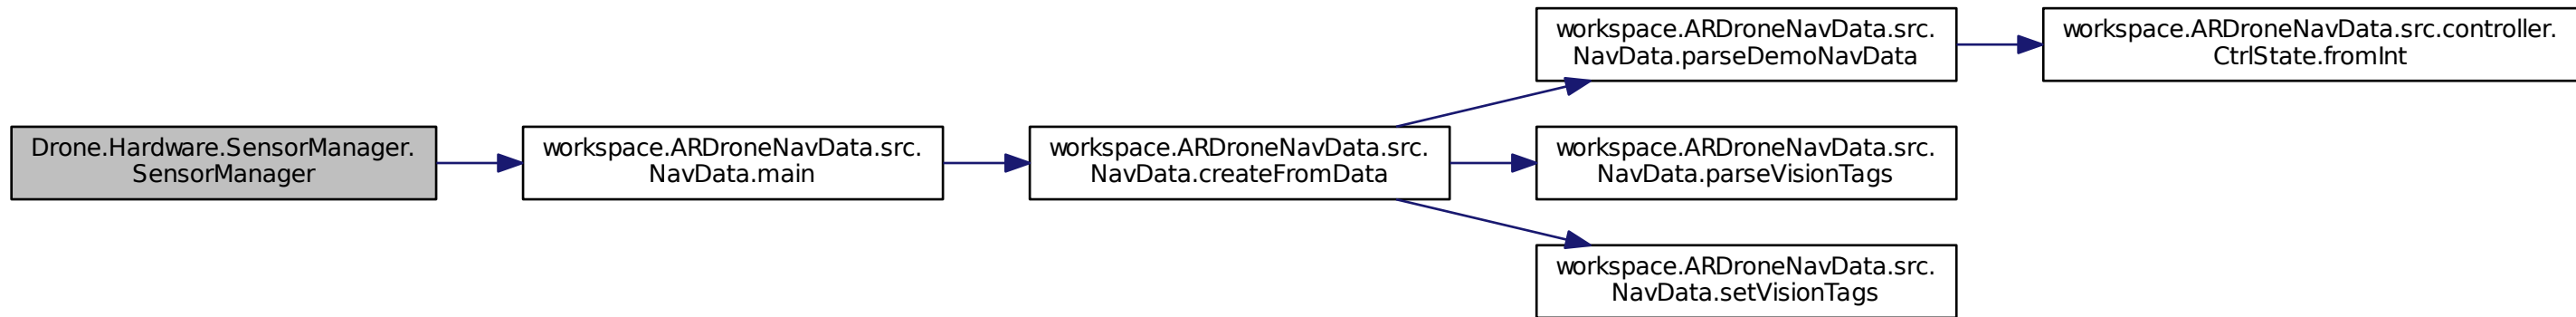 Drone.Hardware.SensorManager.
SensorManager
workspace.ARDroneNavData.src.
NavData.main
workspace.ARDroneNavData.src.
NavData.createFromData
workspace.ARDroneNavData.src.
NavData.parseDemoNavData
workspace.ARDroneNavData.src.controller.
CtrlState.fromInt
workspace.ARDroneNavData.src.
NavData.parseVisionTags
workspace.ARDroneNavData.src.
NavData.setVisionTags